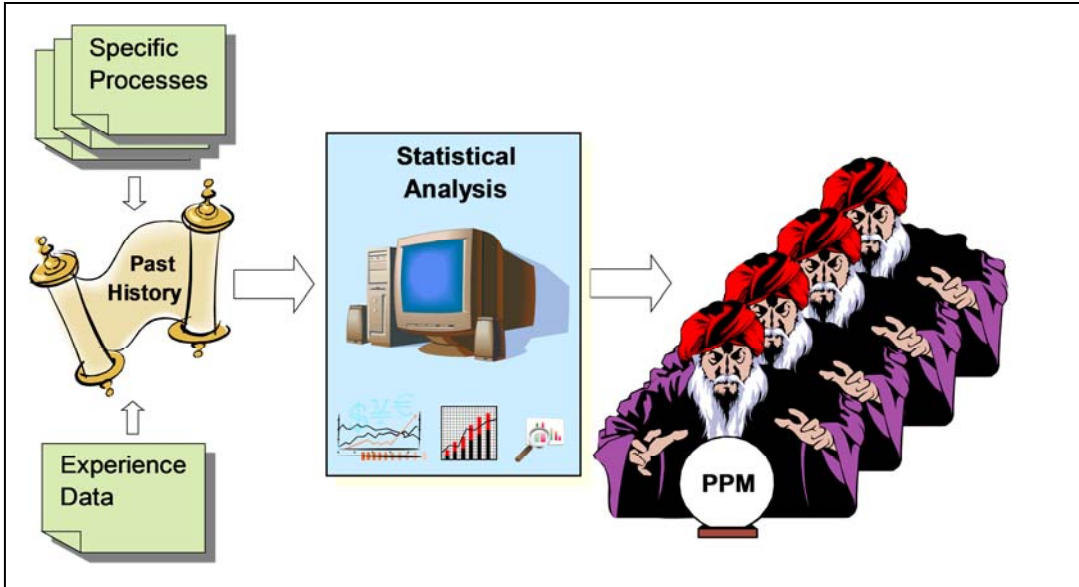 Specific
Processes
Past
History
Experience
Data
Statistical
Analysis
$¥€
PPM